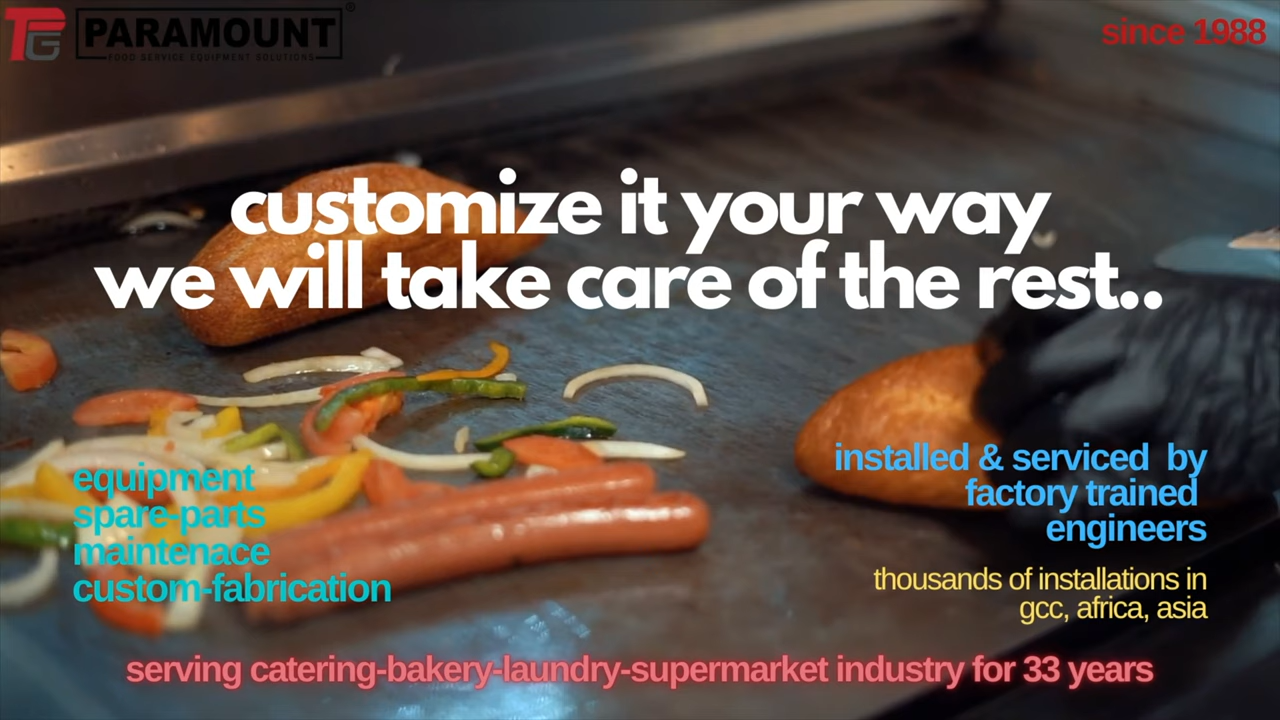 TFG
PARAMOUNT®
FOOD SERVICE EQUIPMENT SOLUTIONS
since 1988
customize it your way
we will take care of the rest..
equipment
spare-parts
maintenace
custom-fabrication
installed & serviced by
factory trained
engineers
thousands of installations in
gcc, africa, asia
serving catering-bakery-laundry-supermarket industry for 33 years